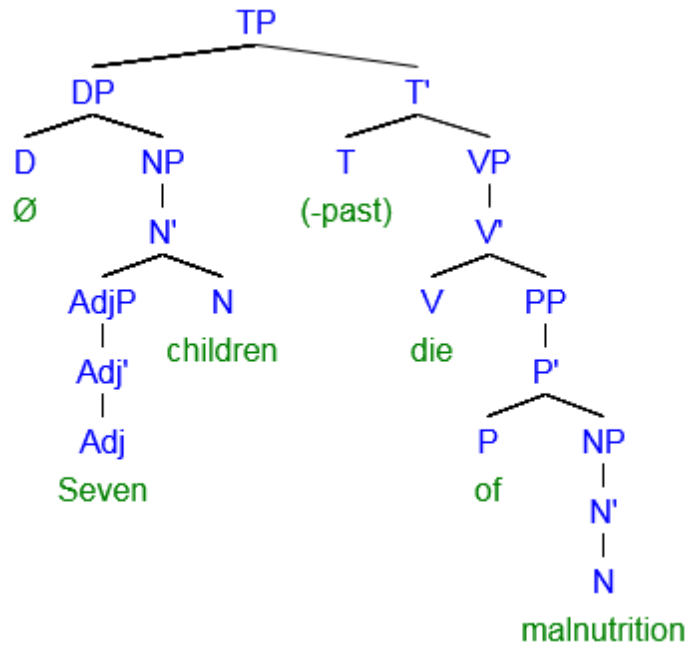 TP
DP T'
D NP T VP
Ø (-past)
N' V'
AdjP N V PP
children die
Adj' P'
Adj P NP
Seven of
N'
N
malnutrition